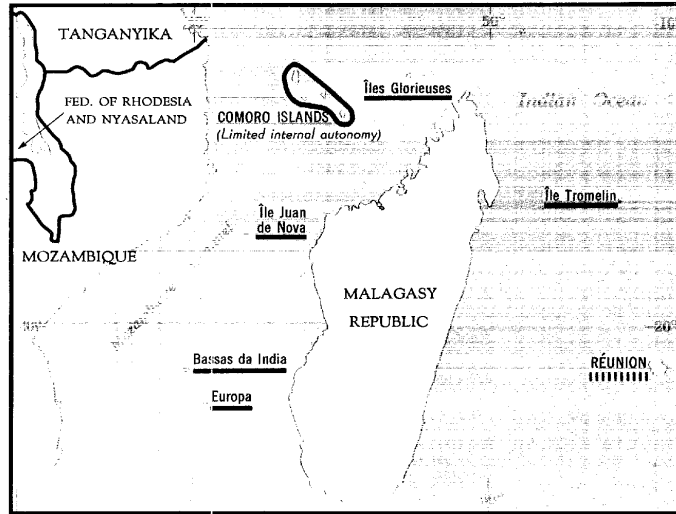 TANGANYIKA
50
10
FED. OF RHODESIA
AND NYASALAND
Îles Glorieuses
Indian Ocean
COMORO ISLANDS
(Limited internal autonomy)
Île Tromelin
Île Juan
de Nova
MOZAMBIQUE
MALAGASY
REPUBLIC
20
Bassas da India
RÉUNION
Europa